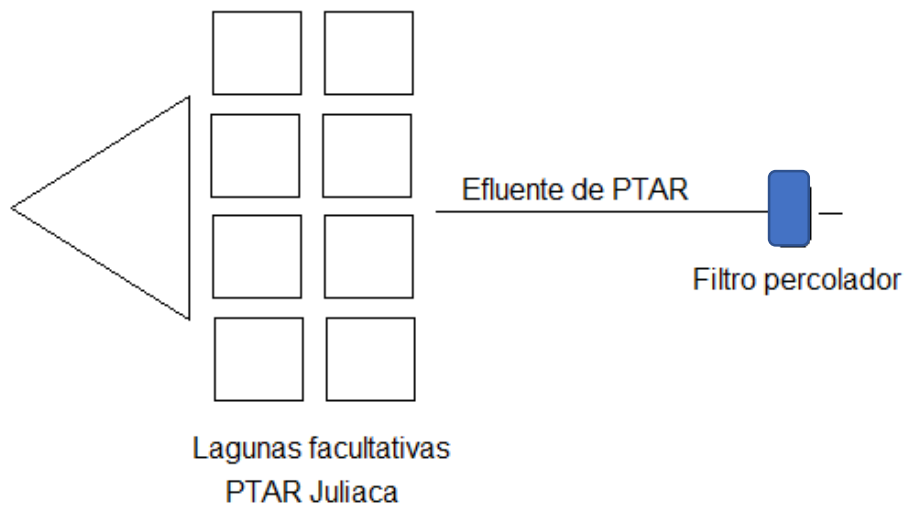 Efluente de PTAR
Filtro percolador
Lagunas facultativas
PTAR Juliaca